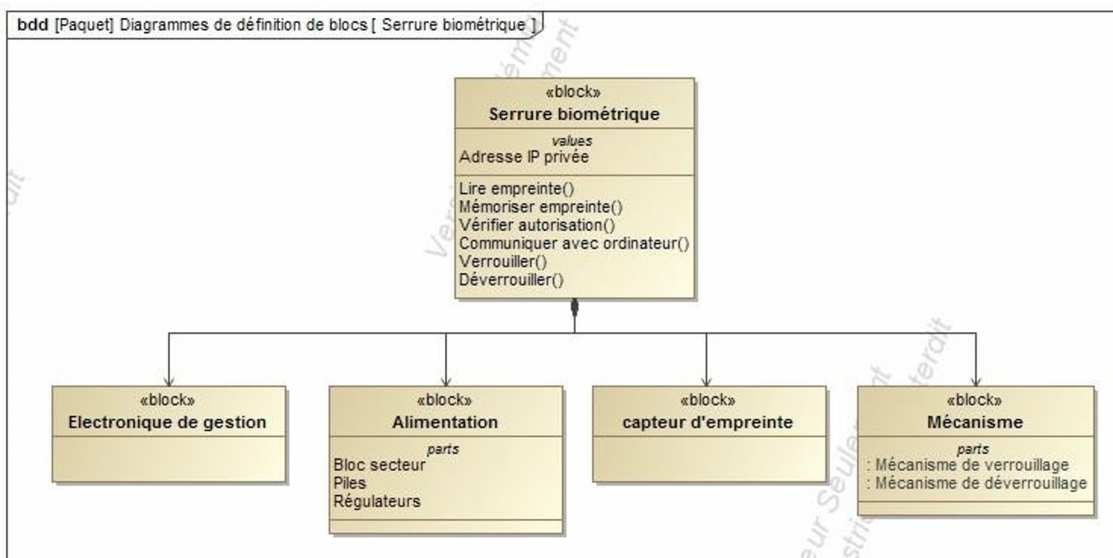 bdd [Paquet] Diagrammes de définition de blocs [ Serrure biométrique ]
«block»
Serrure biométrique
values
Adresse IP privée
Lire empreinte()
Mémoriser empreinte()
Vérifier autorisation()
Communiquer avec ordinateur()
Verrouiller()
Déverrouiller()
«block»
Electronique de gestion
«block»
Alimentation
parts
Bloc secteur
Piles
Régulateurs
«block»
capteur d'empreinte
«block»
Mécanisme
parts
: Mécanisme de verrouillage
: Mécanisme de déverrouillage